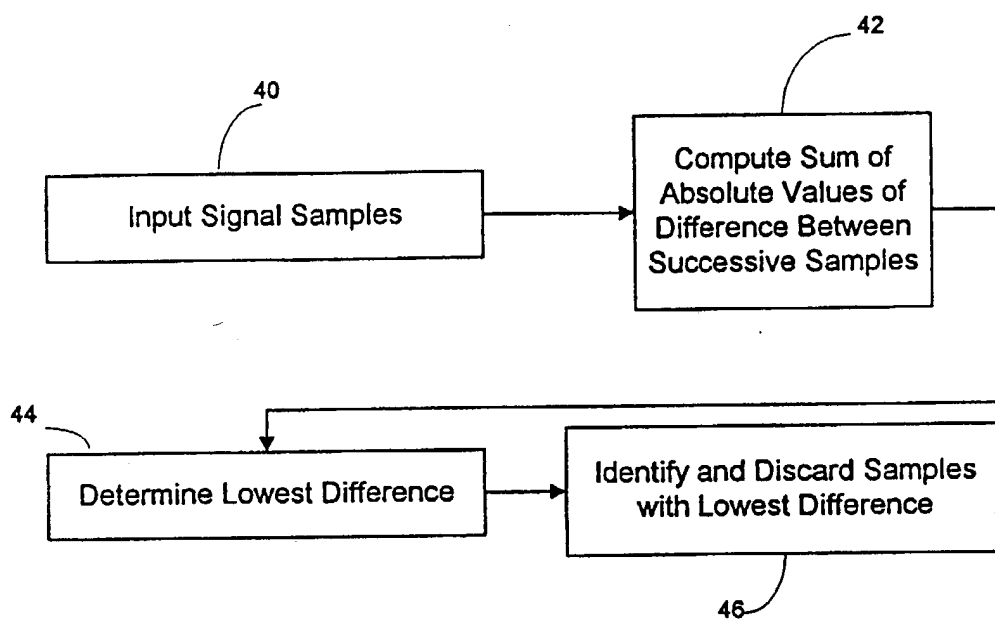 42
40
Input Signal Samples
Compute Sum of
Absolute Values of
Difference Between
Successive Samples
44
Determine Lowest Difference
Identify and Discard Samples
with Lowest Difference
46